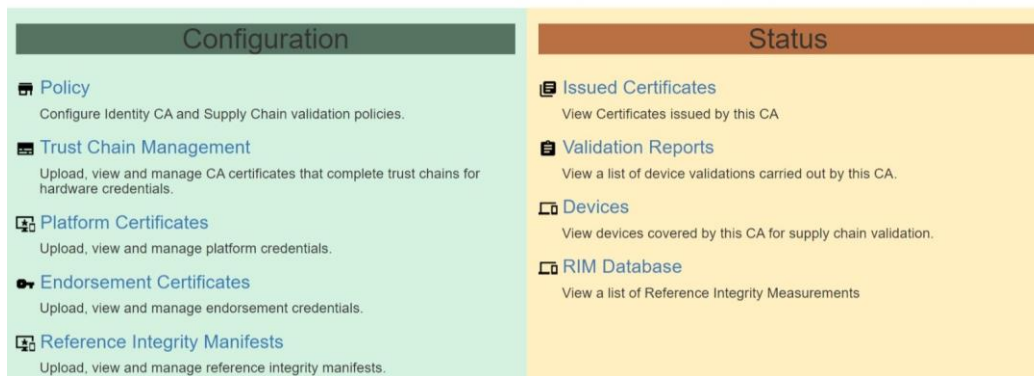 Configuration
Policy
Configure Identity CA and Supply Chain validation policies.
Trust Chain Management
Upload, view and manage CA certificates that complete trust chains for
hardware credentials.
Platform Certificates
Upload, view and manage platform credentials.
Endorsement Certificates
Upload, view and manage endorsement credentials.
Reference Integrity Manifests
Upload, view and manage reference integrity manifests.
Status
Issued Certificates
View Certificates issued by this CA
Validation Reports
View a list of device validations carried out by this CA.
Devices
View devices covered by this CA for supply chain validation.
RIM Database
View a list of Reference Integrity Measurements